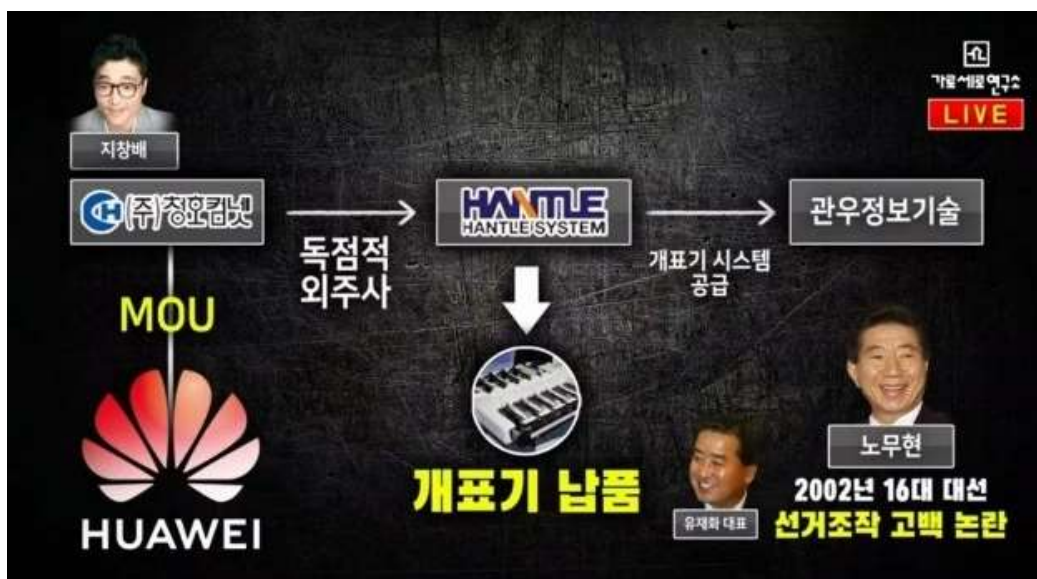 가로세로연구소
LIVE
지창배
(주)청호컴넷
독점적
외주사
HANTLE
HANTLE SYSTEM
개표기 시스템
공급
관우정보기술
MOU
HUAWEI
개표기 납품
유재화 대표
노무현
2002년 16대 대선
선거조작 고백 논란